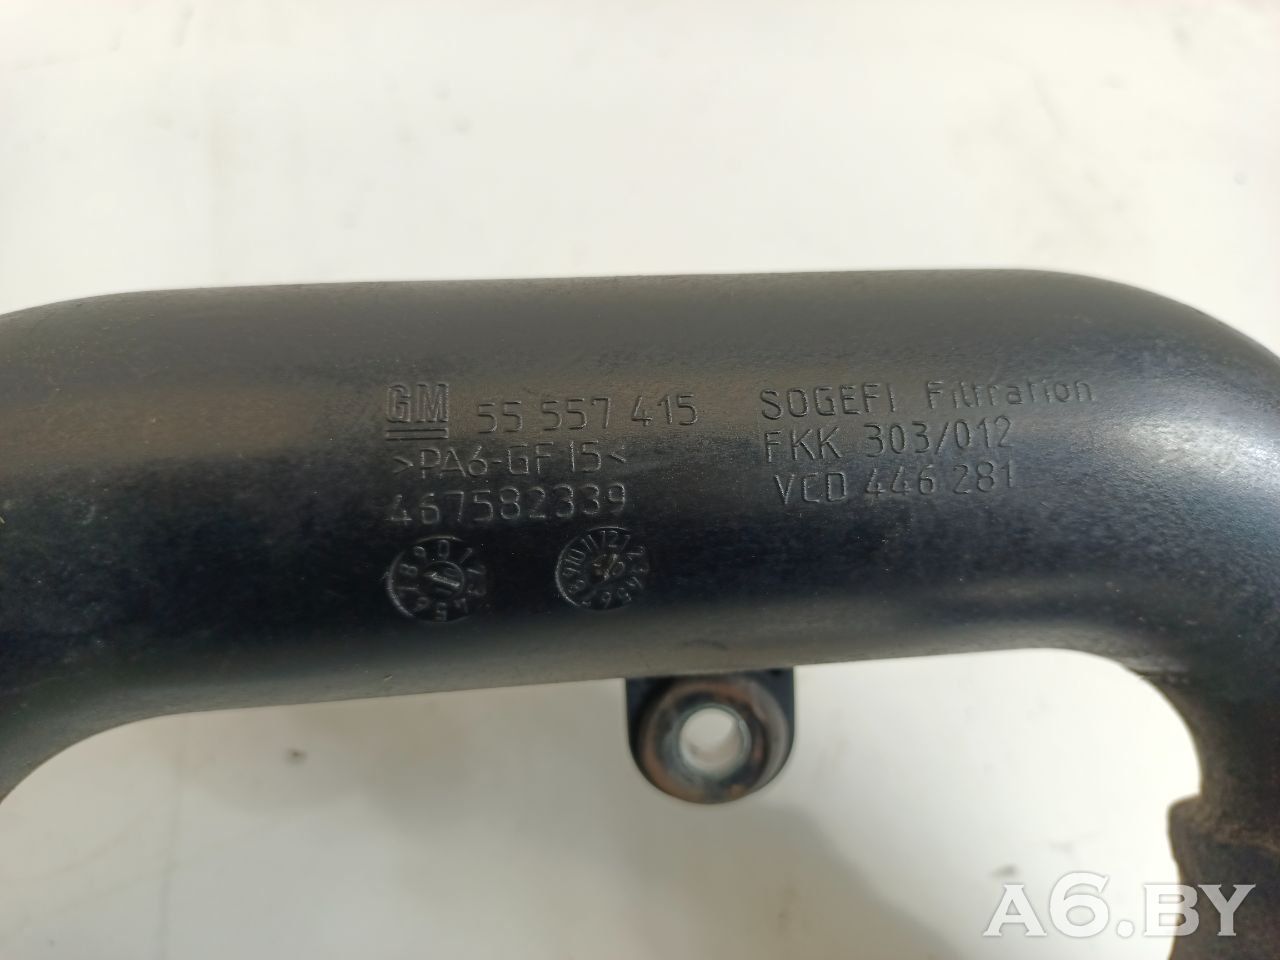 GM 55 557 415
>PA6-GF15<
467582339
SOGEFI Filtration
FKK 303/012
VCD 446 281
A6.BY